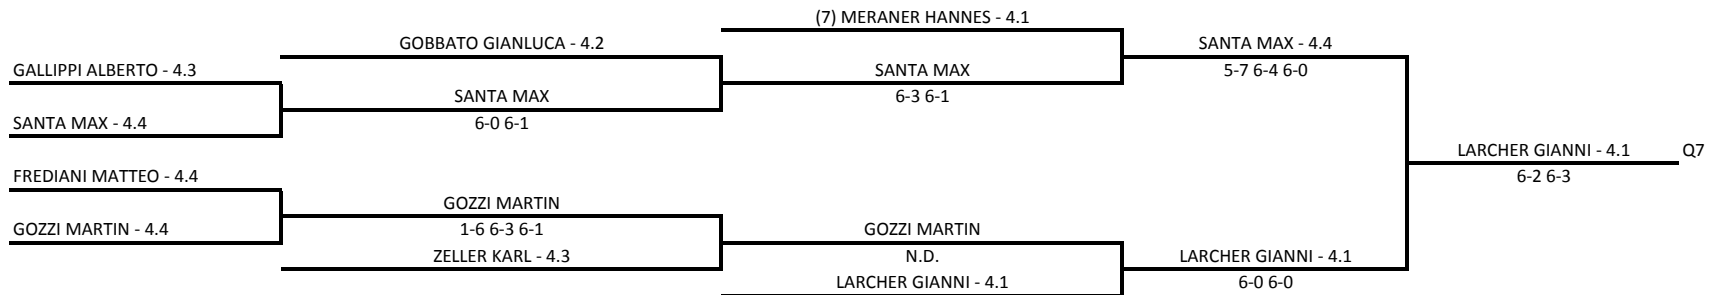 (7) MERANER HANNES - 4.1
GOBBATO GIANLUCA - 4.2
SANTA MAX - 4.4
GALLIPPI ALBERTO - 4.3
SANTA MAX
5-7 6-4 6-0
SANTA MAX
6-3 6-1
SANTA MAX - 4.4
6-0 6-1
LARCHER GIANNI - 4.1
Q7
FREDIANI MATTEO - 4.4
6-2 6-3
GOZZI MARTIN
GOZZI MARTIN - 4.4
1-6 6-3 6-1
GOZZI MARTIN
ZELLER KARL - 4.3
N.D.
LARCHER GIANNI - 4.1
LARCHER GIANNI - 4.1
6-0 6-0